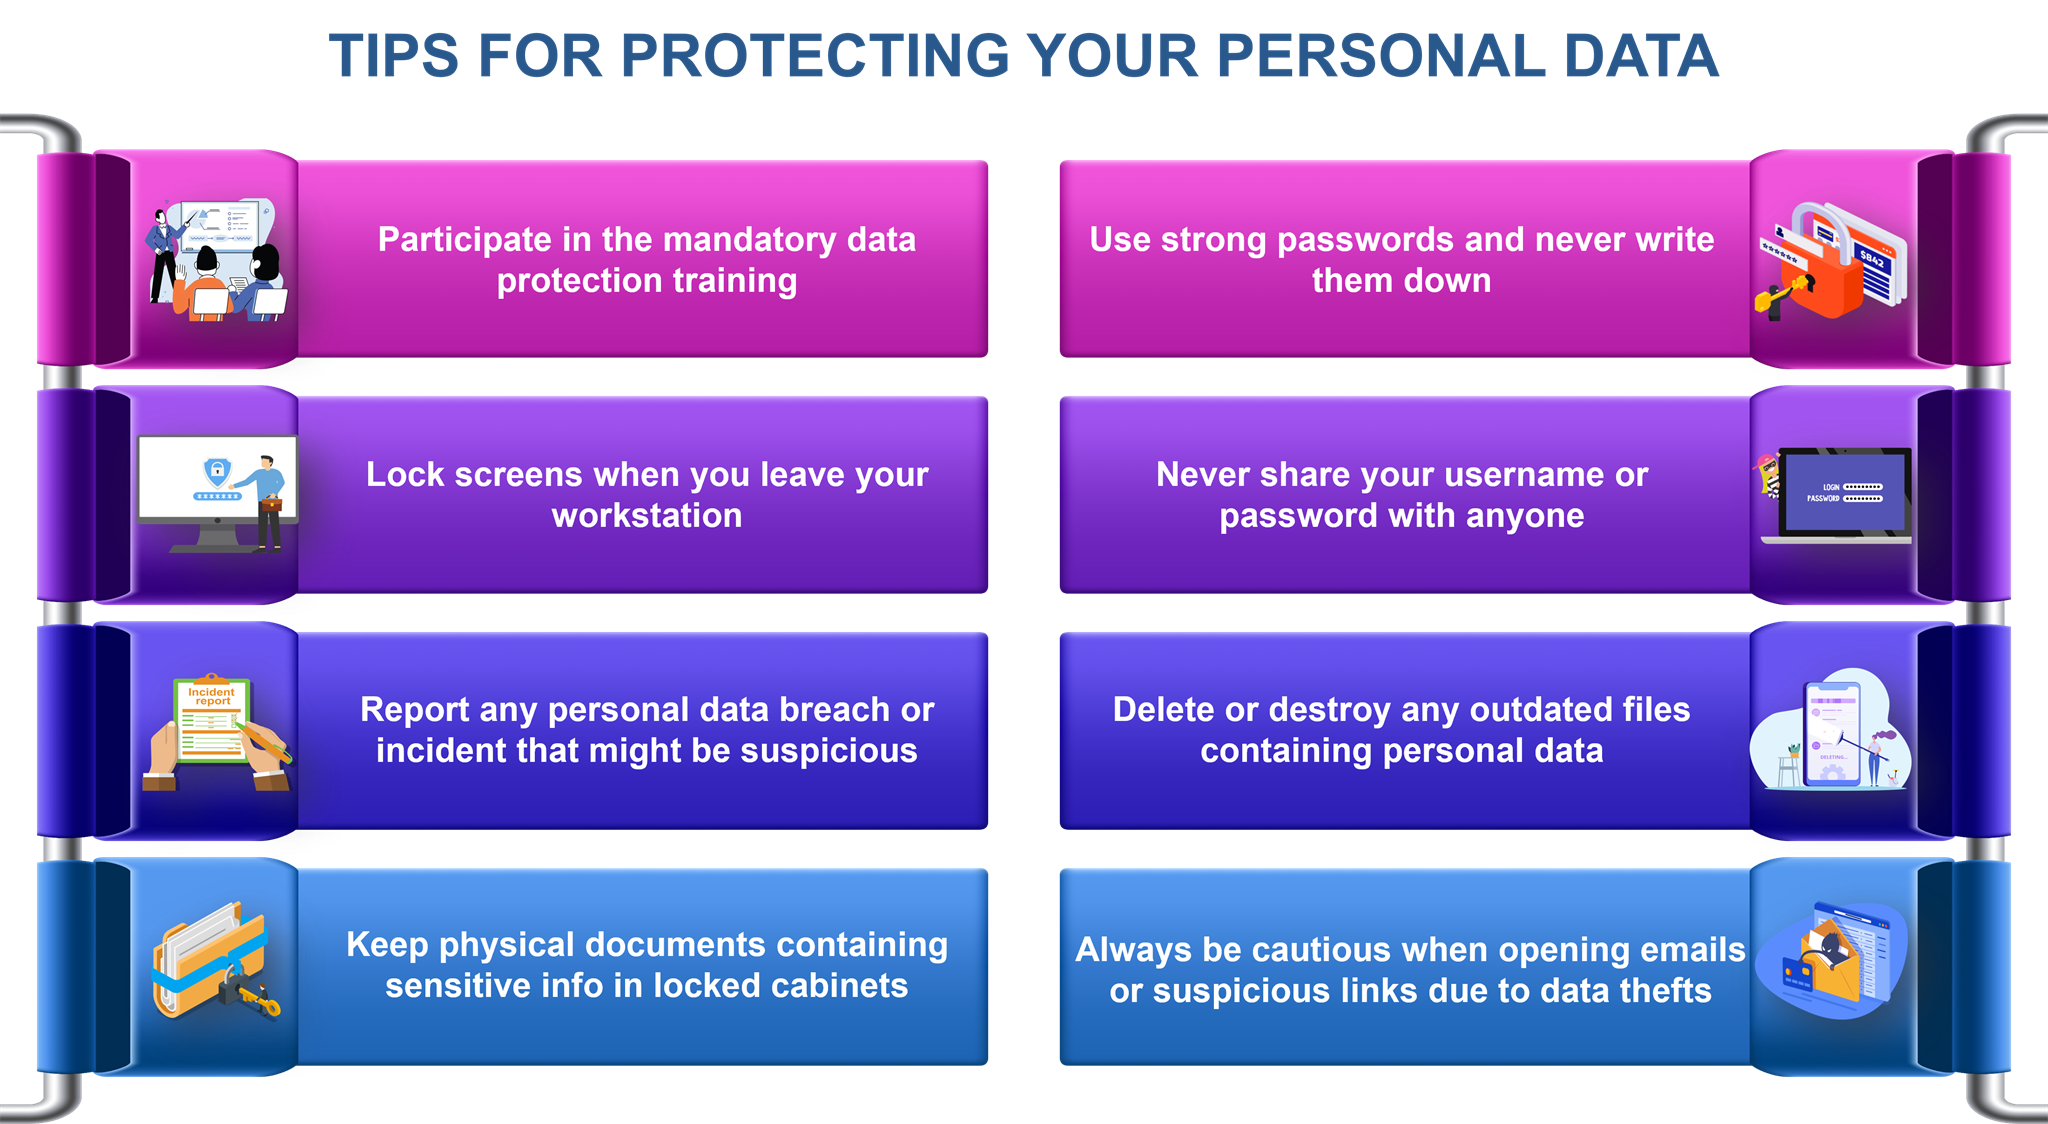 TIPS FOR PROTECTING YOUR PERSONAL DATA
Participate in the mandatory data
protection training
Use strong passwords and never write
them down
$842
Lock screens when you leave your
workstation
Never share your username or
password with anyone
LOGIN
PASSWORD
Incident
report
Report any personal data breach or
incident that might be suspicious
Delete or destroy any outdated files
containing personal data
DELETING...
Keep physical documents containing
sensitive info in locked cabinets
Always be cautious when opening emails
or suspicious links due to data thefts